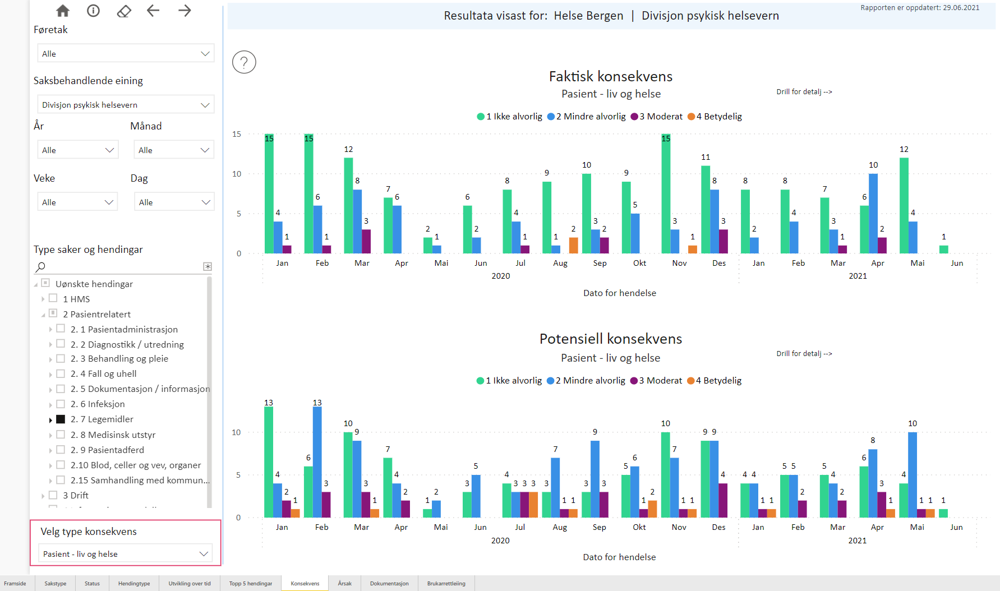 Føretak
Alle
Saksbehandlende eining
Divisjon psykisk helsevern
År Månad
Alle Alle
Veke Dag
Alle Alle
Type saker og hendingar
Uønskte hendingar
1 HMS
2 Pasientrelatert
2. 1 Pasientadministrasjon
2. 2 Diagnostikk / utredning
2. 3 Behandling og pleie
2. 4 Fall og uhell
2. 5 Dokumentasjon / informasjon
2. 6 Infeksjon
2. 7 Legemidler
2. 8 Medisinsk utstyr
2. 9 Pasientadferd
2.10 Blod, celler og vev, organer
2.15 Samhandling med kommun...
3 Drift
Velg type konsekvens
Pasient - liv og helse
Resultata visast for: Helse Bergen | Divisjon psykisk helsevern
Rapporten er oppdatert: 29.06.2021
?
Faktisk konsekvens
Pasient - liv og helse
Drill for detalj -->
1 Ikke alvorlig 2 Mindre alvorlig 3 Moderat 4 Betydelig
15
10
5
0
15 4 1 15 6 1 12 8 3 7 6 2 1 6 2 8 4 1 9 1 2 10 3 2 9 5 15 3 1 11 8 3 8 2 8 4 7 3 1 6 10 2 12 4 1
Jan Feb Mar Apr Mai Jun Jul Aug Sep Okt Nov Des Jan Feb Mar Apr Mai Jun
2020 2021
Dato for hendelse
Potensiell konsekvens
Pasient - liv og helse
Drill for detalj -->
1 Ikke alvorlig 2 Mindre alvorlig 3 Moderat 4 Betydelig
10
5
0
13 4 2 1 6 13 3 10 9 3 1 7 4 2 1 2 3 5 4 3 3 3 3 7 1 1 3 9 3 5 6 1 2 10 7 1 1 9 9 4 4 4 1 1 5 5 2 5 4 2 6 8 3 1 4 10 1 1 1
Jan Feb Mar Apr Mai Jun Jul Aug Sep Okt Nov Des Jan Feb Mar Apr Mai Jun
2020 2021
Dato for hendelse
Framside Sakstype Status Hendingtype Utvikling over tid Topp 5 hendingar Konsekvens Årsak Dokumentasjon Brukarrettleiing